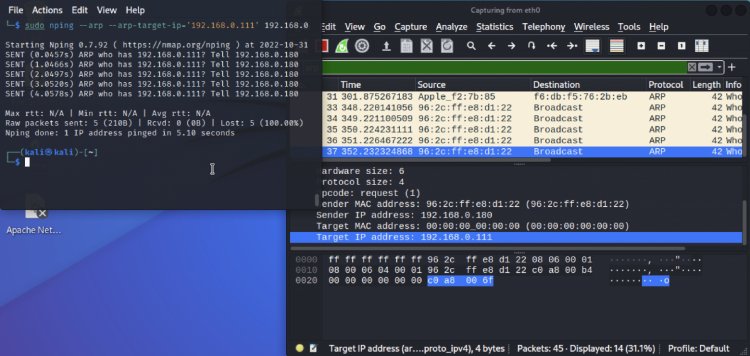 File Actions Edit View Help
$ sudo nping --arp --arp-target-ip='192.168.0.111' 192.168.0
Starting Nping 0.7.92 ( https://nmap.org/nping ) at 2022-10-31
SENT (0.0457s) ARP who has 192.168.0.111? Tell 192.168.0.180
SENT (1.0466s) ARP who has 192.168.0.111? Tell 192.168.0.180
SENT (2.0497s) ARP who has 192.168.0.111? Tell 192.168.0.180
SENT (3.0520s) ARP who has 192.168.0.111? Tell 192.168.0.180
SENT (4.0578s) ARP who has 192.168.0.111? Tell 192.168.0.180
Max rtt: N/A | Min rtt: N/A | Avg rtt: N/A
Raw packets sent: 5 (210B) | Rcvd: 0 (0B) | Lost: 5 (100.00%)
Nping done: 1 IP address pinged in 5.10 seconds
(kali㉿kali)-[~]
$
Apache Net...
Capturing from eth0
Capture Analyze Statistics Telephony Wireless Tools Help
Time Source Destination Protocol Length Info
31 301.875267183 Apple_f2:7b:85 f6:db:f5:76:2b:eb ARP 42 Who
33 348.220141056 96:2c:ff:e8:d1:22 Broadcast ARP 42 Who
34 349.221100509 96:2c:ff:e8:d1:22 Broadcast ARP 42 Who
35 350.224231111 96:2c:ff:e8:d1:22 Broadcast ARP 42 Who
36 351.226467222 96:2c:ff:e8:d1:22 Broadcast ARP 42 Who
37 352.232324868 96:2c:ff:e8:d1:22 Broadcast ARP 42 Who
ardware size: 6
rotocol size: 4
pcode: request (1)
ender MAC address: 96:2c:ff:e8:d1:22 (96:2c:ff:e8:d1:22)
Sender IP address: 192.168.0.180
Target MAC address: 00:00:00_00:00:00 (00:00:00:00:00:00)
Target IP address: 192.168.0.111
0000 ff ff ff ff ff ff 96 2c ff e8 d1 22 08 06 00 01 ·······, ···"····
0010 08 00 06 04 00 01 96 2c ff e8 d1 22 c0 a8 00 b4 ·······, ···"····
0020 00 00 00 00 00 00 c0 a8 00 6f ········ ·o
Target IP address (ar....proto_ipv4), 4 bytes
Packets: 45 · Displayed: 14 (31.1%)
Profile: Default